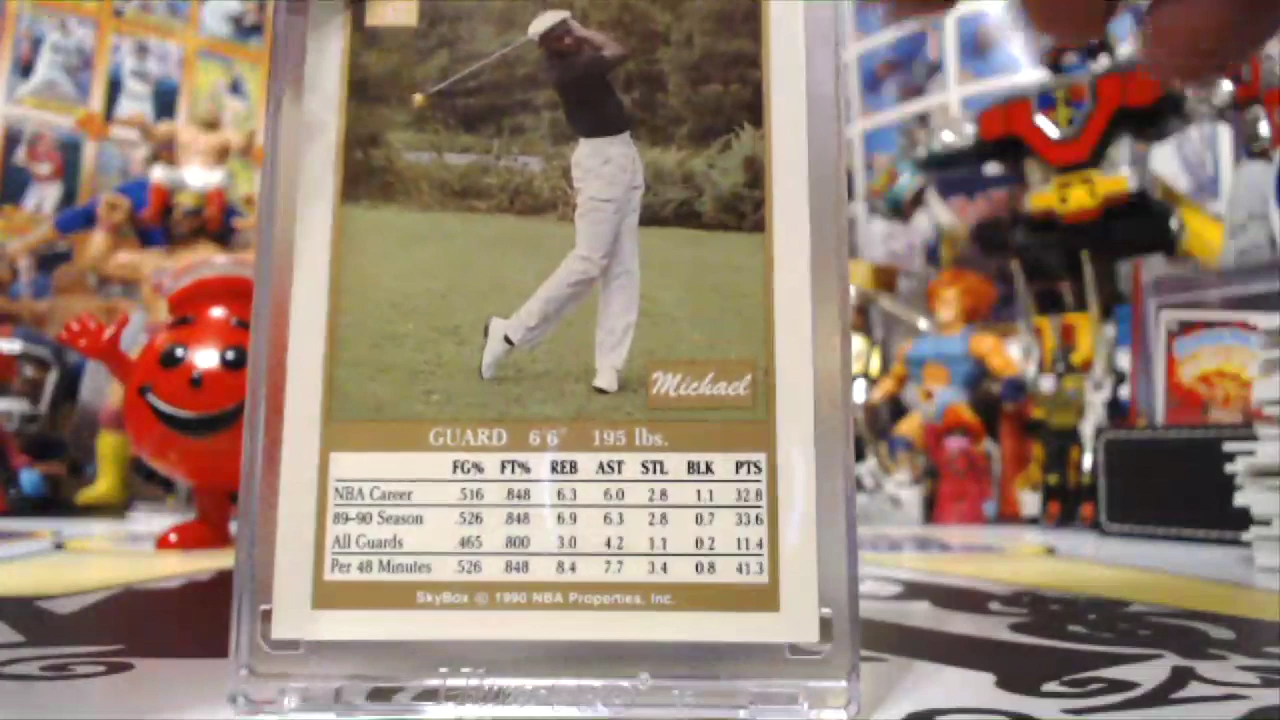 Michael
GUARD 6'6" 195 lbs.
FG% FT% REB AST STL BLK PTS
NBA Career .516 .848 6.3 6.0 2.8 1.1 32.8
89-90 Season .526 .848 6.9 6.3 2.8 0.7 33.6
All Guards .465 .800 3.0 4.2 1.1 0.2 11.4
Per 48 Minutes .526 .848 8.4 7.7 3.4 0.8 41.3
SkyBox © 1990 NBA Properties, Inc.